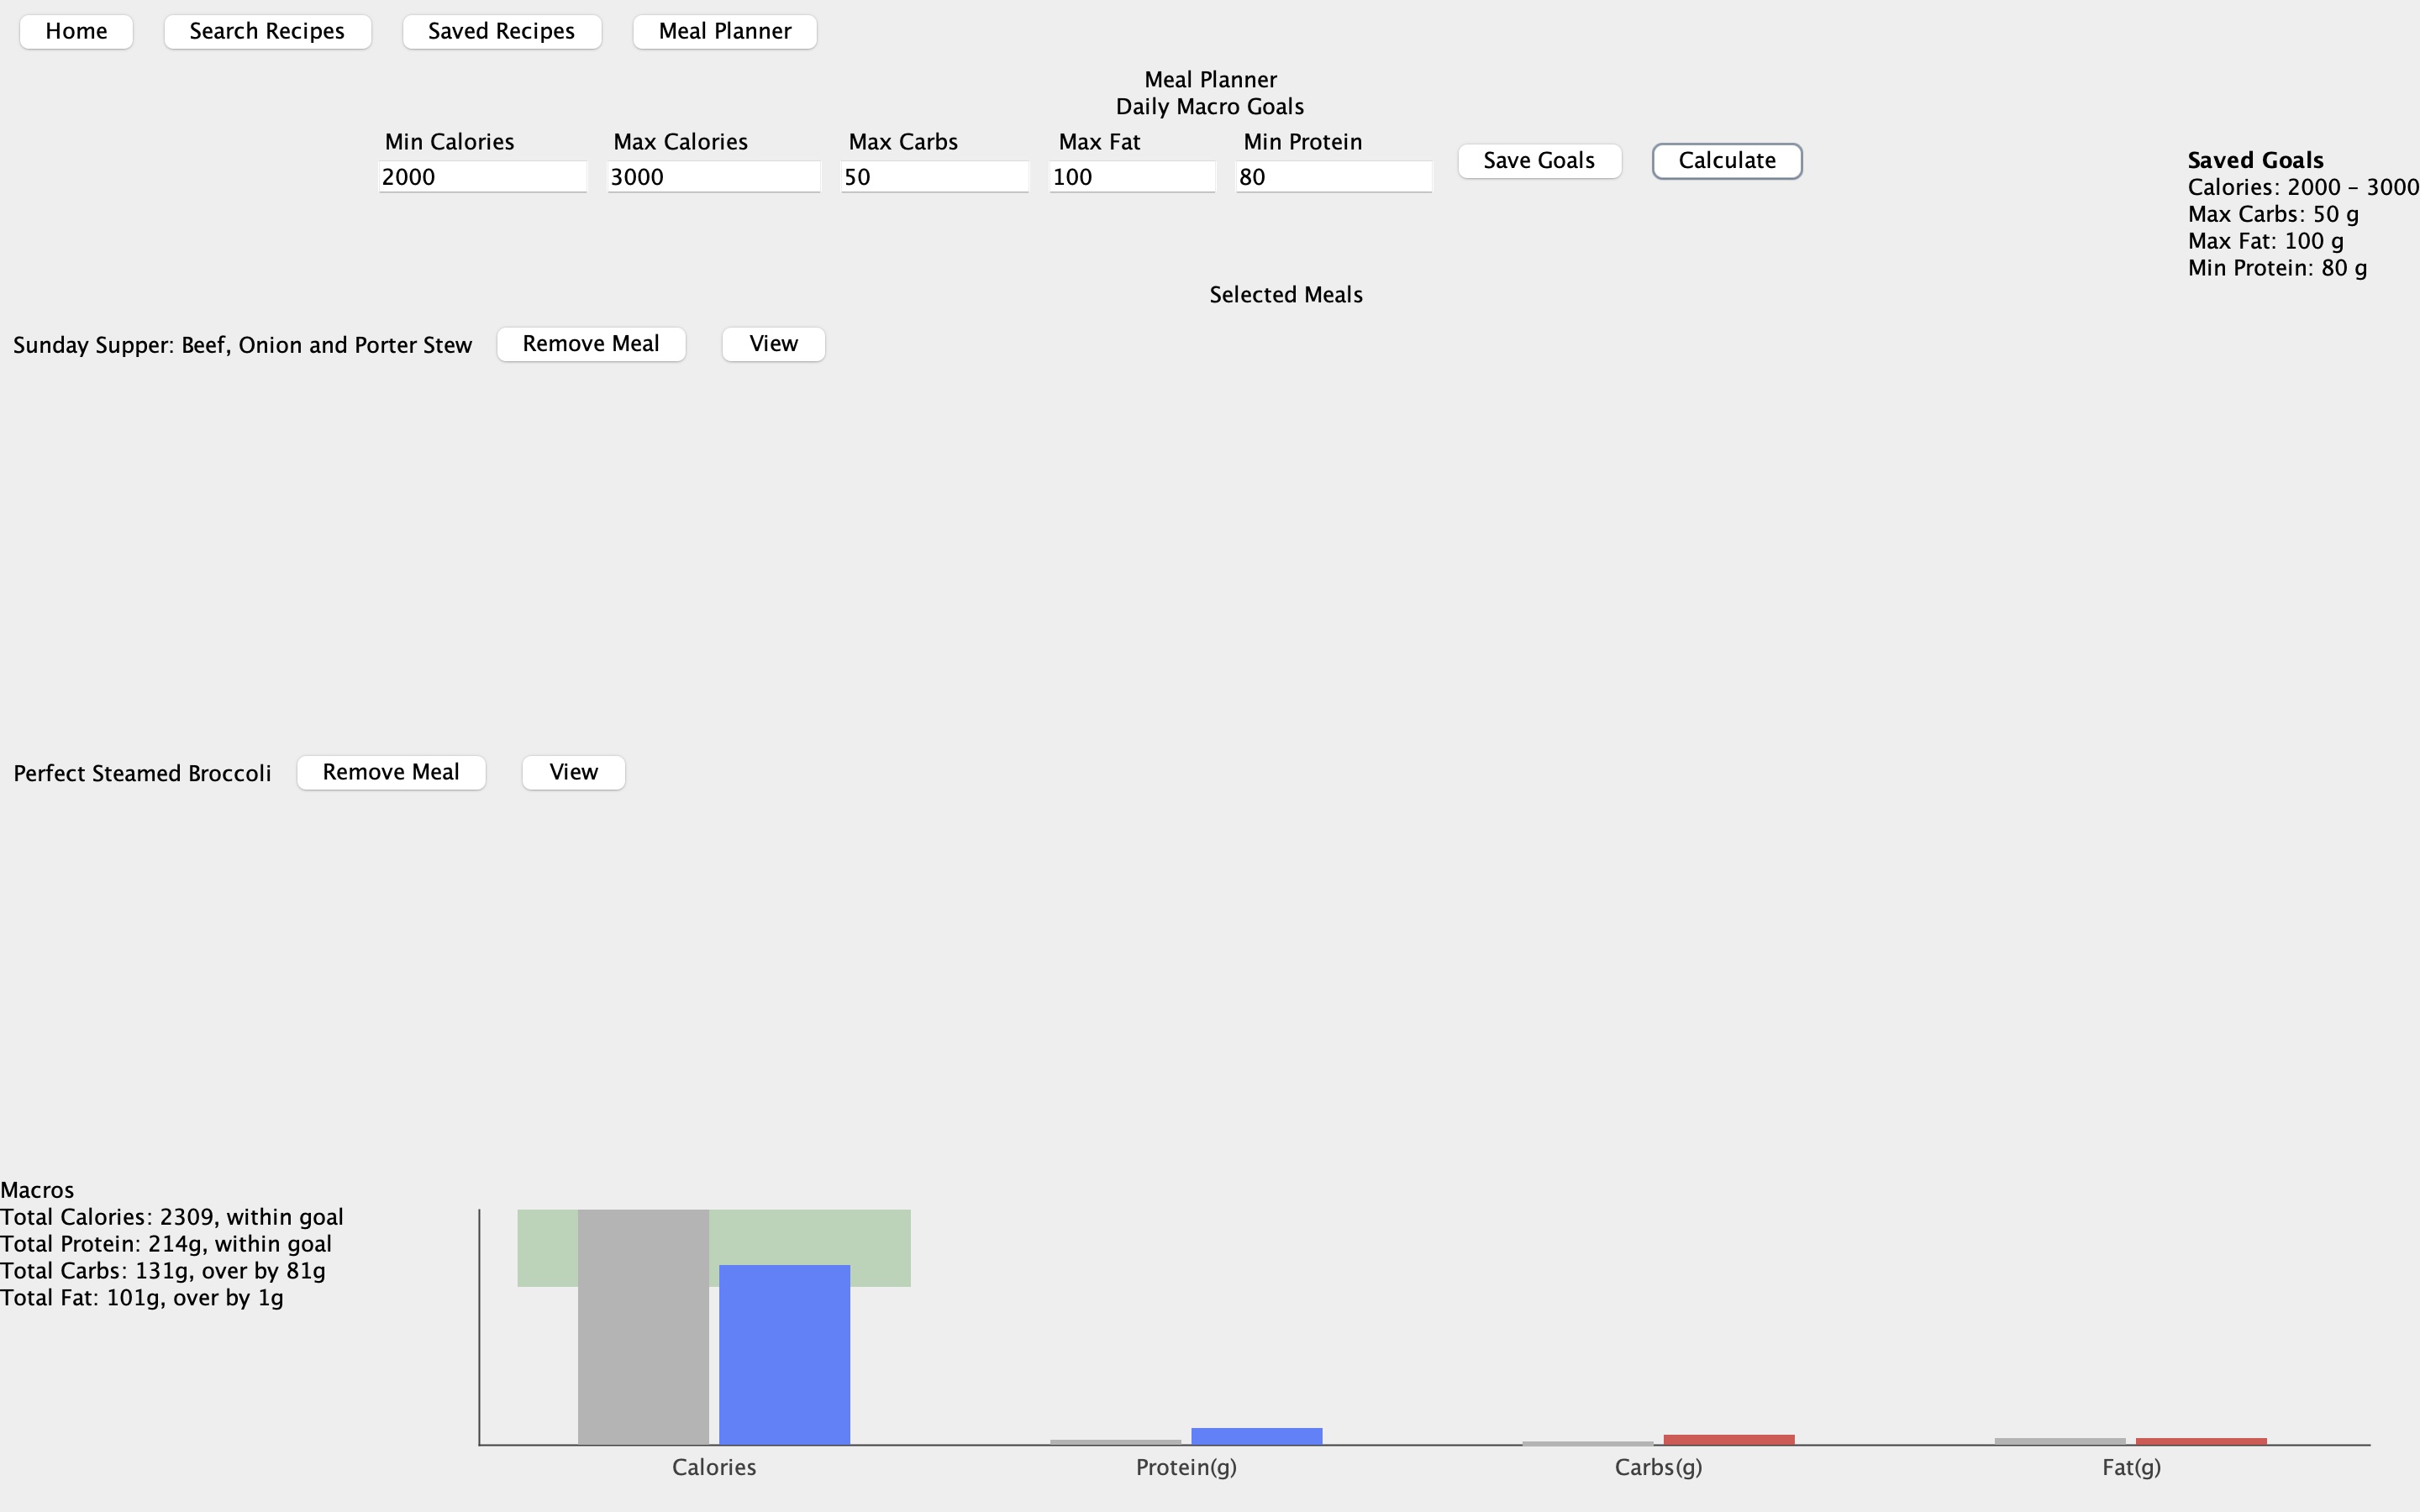 Home Search Recipes Saved Recipes Meal Planner
Meal Planner
Daily Macro Goals
Min Calories Max Calories Max Carbs Max Fat Min Protein
2000 3000 50 100 80
Save Goals Calculate
Saved Goals
Calories: 2000 – 3000
Max Carbs: 50 g
Max Fat: 100 g
Min Protein: 80 g
Selected Meals
Sunday Supper: Beef, Onion and Porter Stew Remove Meal View
Perfect Steamed Broccoli Remove Meal View
Macros
Total Calories: 2309, within goal
Total Protein: 214g, within goal
Total Carbs: 131g, over by 81g
Total Fat: 101g, over by 1g
Calories Protein(g) Carbs(g) Fat(g)